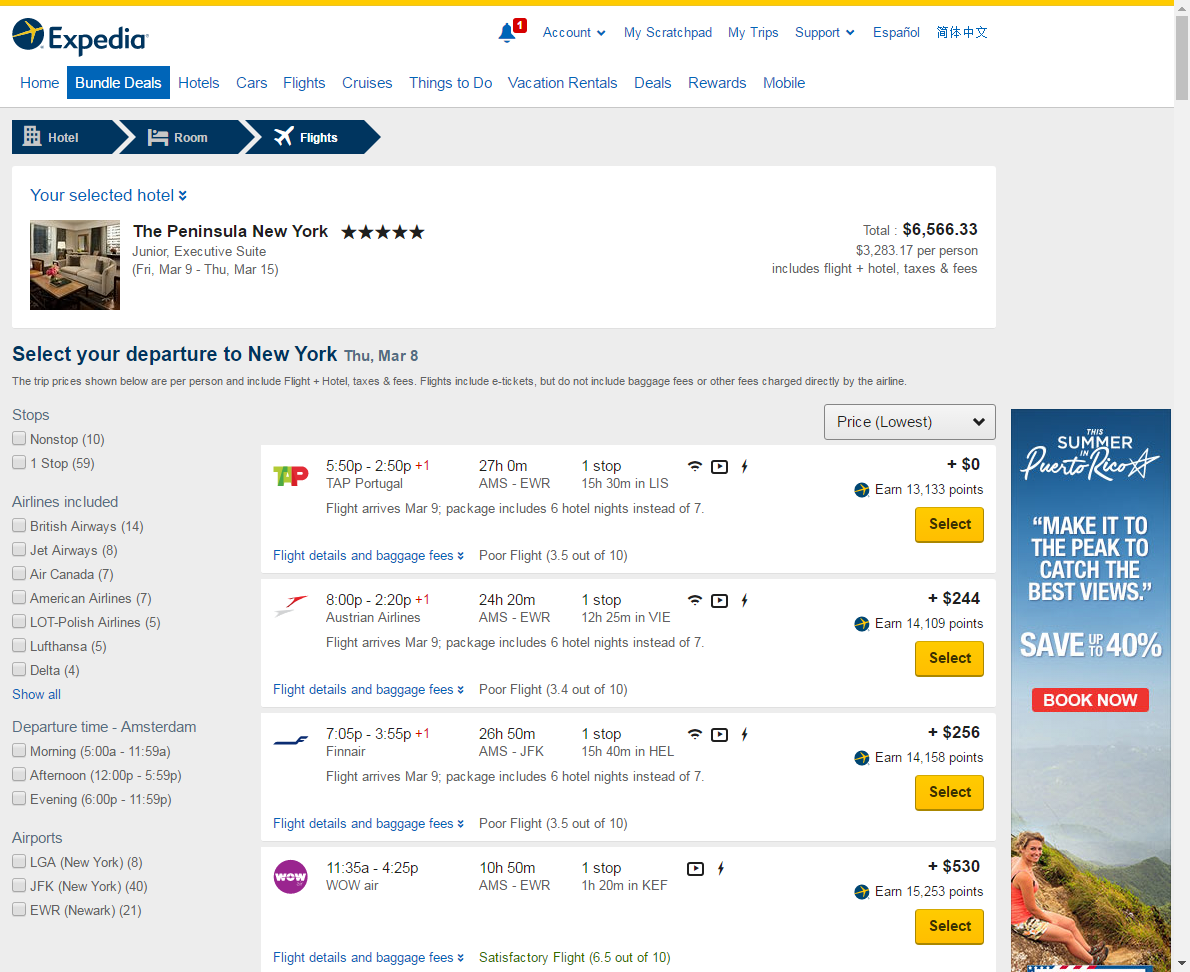 Expedia
1
Account
My Scratchpad
My Trips
Support
Español
简体中文
Home
Bundle Deals
Hotels
Cars
Flights
Cruises
Things to Do
Vacation Rentals
Deals
Rewards
Mobile
Hotel
Room
Flights
Your selected hotel
The Peninsula New York
Junior, Executive Suite
(Fri, Mar 9 - Thu, Mar 15)
Total : $6,566.33
$3,283.17 per person
includes flight + hotel, taxes & fees
Select your departure to New York Thu, Mar 8
The trip prices shown below are per person and include Flight + Hotel, taxes & fees. Flights include e-tickets, but do not include baggage fees or other fees charged directly by the airline.
Stops
Nonstop (10)
1 Stop (59)
Airlines included
British Airways (14)
Jet Airways (8)
Air Canada (7)
American Airlines (7)
LOT-Polish Airlines (5)
Lufthansa (5)
Delta (4)
Show all
Departure time - Amsterdam
Morning (5:00a - 11:59a)
Afternoon (12:00p - 5:59p)
Evening (6:00p - 11:59p)
Airports
LGA (New York) (8)
JFK (New York) (40)
EWR (Newark) (21)
Price (Lowest)
TAP
5:50p - 2:50p +1
TAP Portugal
27h 0m
AMS - EWR
1 stop
15h 30m in LIS
Flight arrives Mar 9; package includes 6 hotel nights instead of 7.
+ $0
Earn 13,133 points
Select
Flight details and baggage fees
Poor Flight (3.5 out of 10)
8:00p - 2:20p +1
Austrian Airlines
24h 20m
AMS - EWR
1 stop
12h 25m in VIE
Flight arrives Mar 9; package includes 6 hotel nights instead of 7.
+ $244
Earn 14,109 points
Select
Flight details and baggage fees
Poor Flight (3.4 out of 10)
7:05p - 3:55p +1
Finnair
26h 50m
AMS - JFK
1 stop
15h 40m in HEL
Flight arrives Mar 9; package includes 6 hotel nights instead of 7.
+ $256
Earn 14,158 points
Select
Flight details and baggage fees
Poor Flight (3.5 out of 10)
WOW
11:35a - 4:25p
WOW air
10h 50m
AMS - EWR
1 stop
1h 20m in KEF
+ $530
Earn 15,253 points
Select
Flight details and baggage fees
Satisfactory Flight (6.5 out of 10)
THIS
SUMMER
IN
Puerto Rico
“MAKE IT TO
THE PEAK TO
CATCH THE
BEST VIEWS.”
SAVE UP TO 40%
BOOK NOW